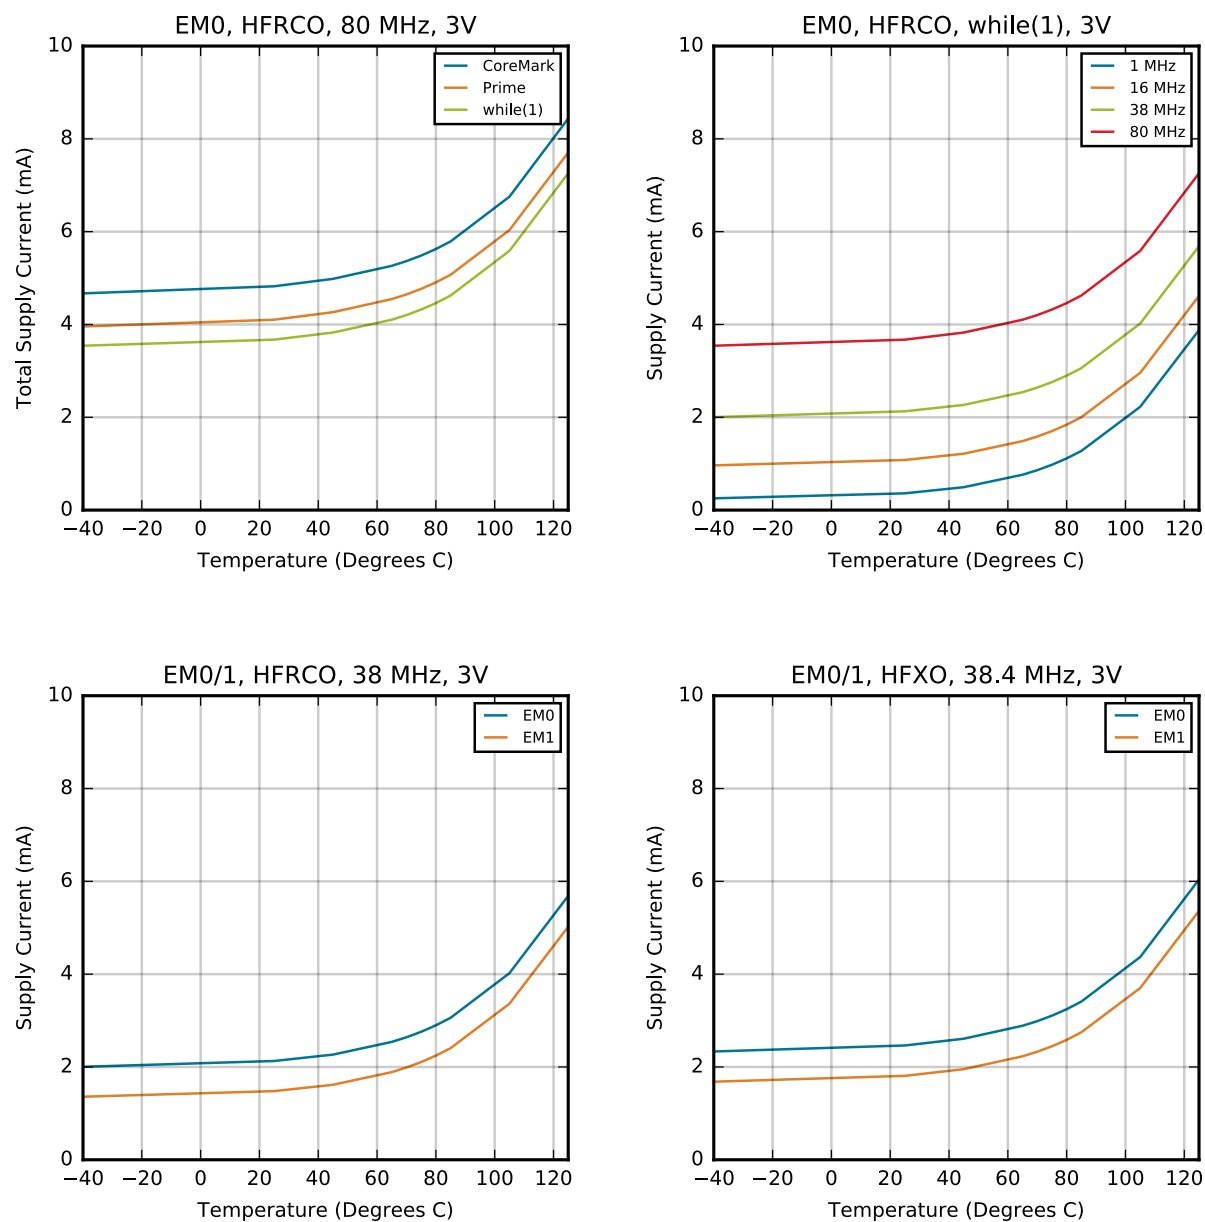 EM0, HFRCO, 80 MHz, 3V
CoreMark
Prime
while(1)
10
8
6
4
2
0
Total Supply Current (mA)
−40 −20 0 20 40 60 80 100 120
Temperature (Degrees C)
EM0, HFRCO, while(1), 3V
1 MHz
16 MHz
38 MHz
80 MHz
10
8
6
4
2
0
Supply Current (mA)
−40 −20 0 20 40 60 80 100 120
Temperature (Degrees C)
EM0/1, HFRCO, 38 MHz, 3V
EM0
EM1
10
8
6
4
2
0
Supply Current (mA)
−40 −20 0 20 40 60 80 100 120
Temperature (Degrees C)
EM0/1, HFXO, 38.4 MHz, 3V
EM0
EM1
10
8
6
4
2
0
Supply Current (mA)
−40 −20 0 20 40 60 80 100 120
Temperature (Degrees C)